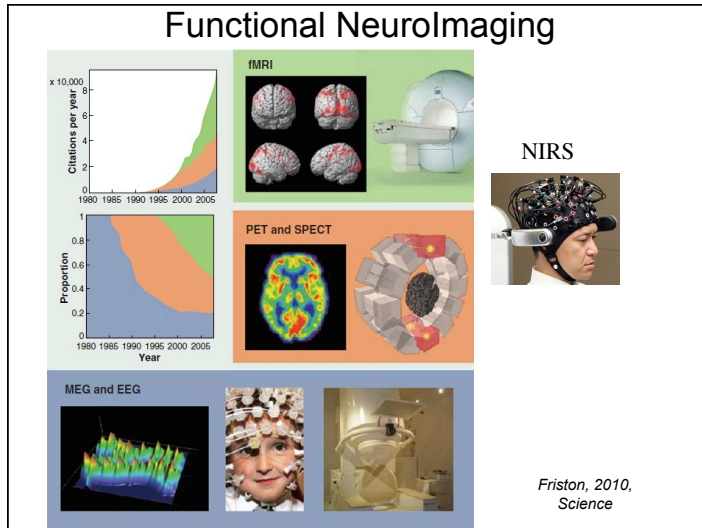 Functional NeuroImaging
x 10,000
Citations per year
8
6
4
2
0
1980 1985 1990 1995 2000 2005
Proportion
1
0.8
0.6
0.4
0.2
0
1980 1985 1990 1995 2000 2005
Year
fMRI
NIRS
PET and SPECT
MEG and EEG
Friston, 2010,
Science